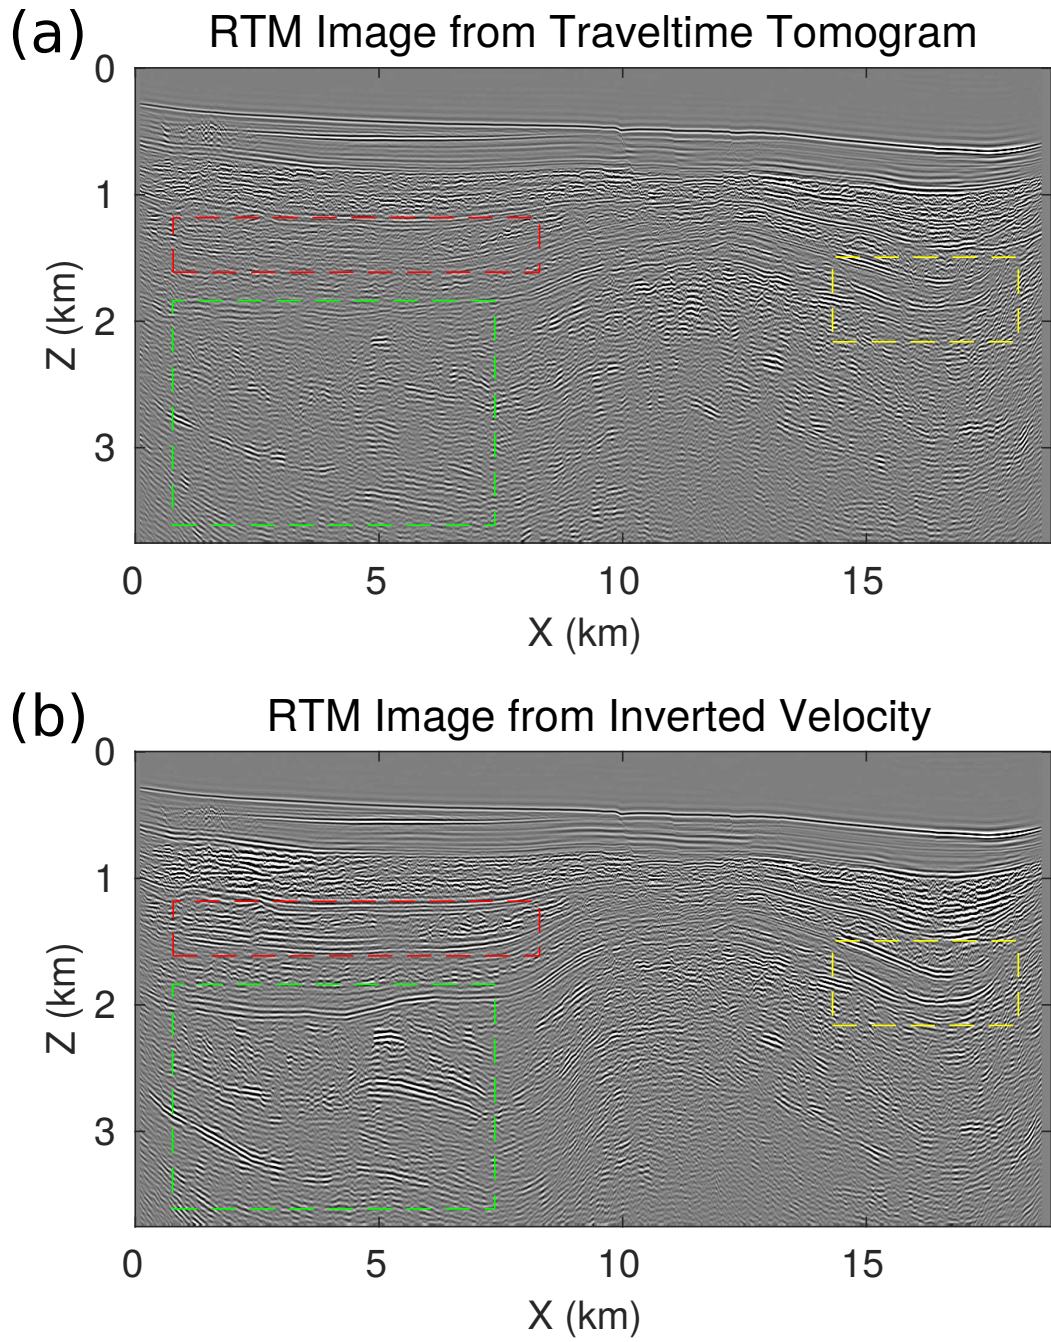 (a) RTM Image from Traveltime Tomogram
0
1
2
3
Z (km)
0 5 10 15
X (km)
(b) RTM Image from Inverted Velocity
0
1
2
3
Z (km)
0 5 10 15
X (km)